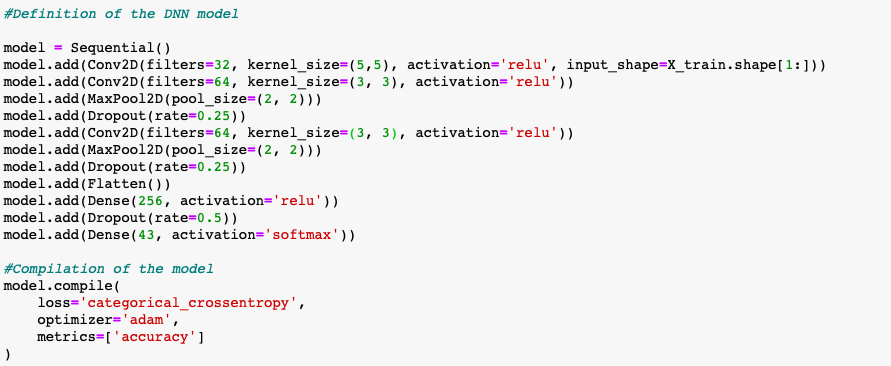 #Definition of the DNN model
model = Sequential()
model.add(Conv2D(filters=32, kernel_size=(5,5), activation='relu', input_shape=X_train.shape[1:]))
model.add(Conv2D(filters=64, kernel_size=(3, 3), activation='relu'))
model.add(MaxPool2D(pool_size=(2, 2)))
model.add(Dropout(rate=0.25))
model.add(Conv2D(filters=64, kernel_size=(3, 3), activation='relu'))
model.add(MaxPool2D(pool_size=(2, 2)))
model.add(Dropout(rate=0.25))
model.add(Flatten())
model.add(Dense(256, activation='relu'))
model.add(Dropout(rate=0.5))
model.add(Dense(43, activation='softmax'))
#Compilation of the model
model.compile(
    loss='categorical_crossentropy',
    optimizer='adam',
    metrics=['accuracy']
)